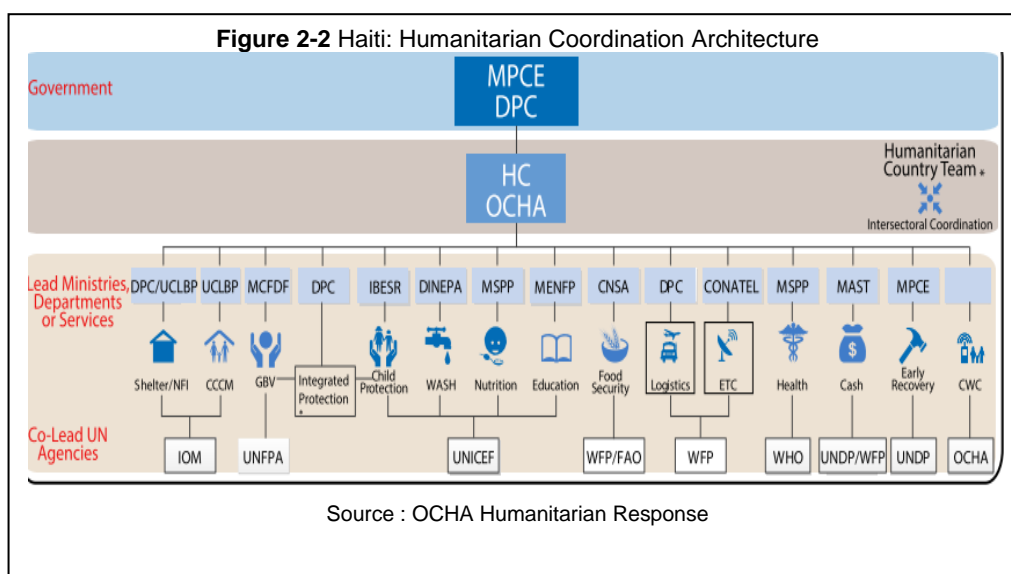 Figure 2-2 Haiti: Humanitarian Coordination Architecture
Government
MPCE
DPC
HC
OCHA
Humanitarian
Country Team *
Intersectoral Coordination
Lead Ministries,
Departments
or Services
DPC/UCLBP UCLBP MCFDF DPC IBESR DINEPA MSPP MENFP CNSA DPC CONATEL MSPP MAST MPCE
Shelter/NFI CCCM GBV Integrated Protection * Child Protection WASH Nutrition Education Food Security Logistics ETC Health Cash Early Recovery CWC
Co-Lead UN
Agencies
IOM UNFPA UNICEF WFP/FAO WFP WHO UNDP/WFP UNDP OCHA
Source : OCHA Humanitarian Response